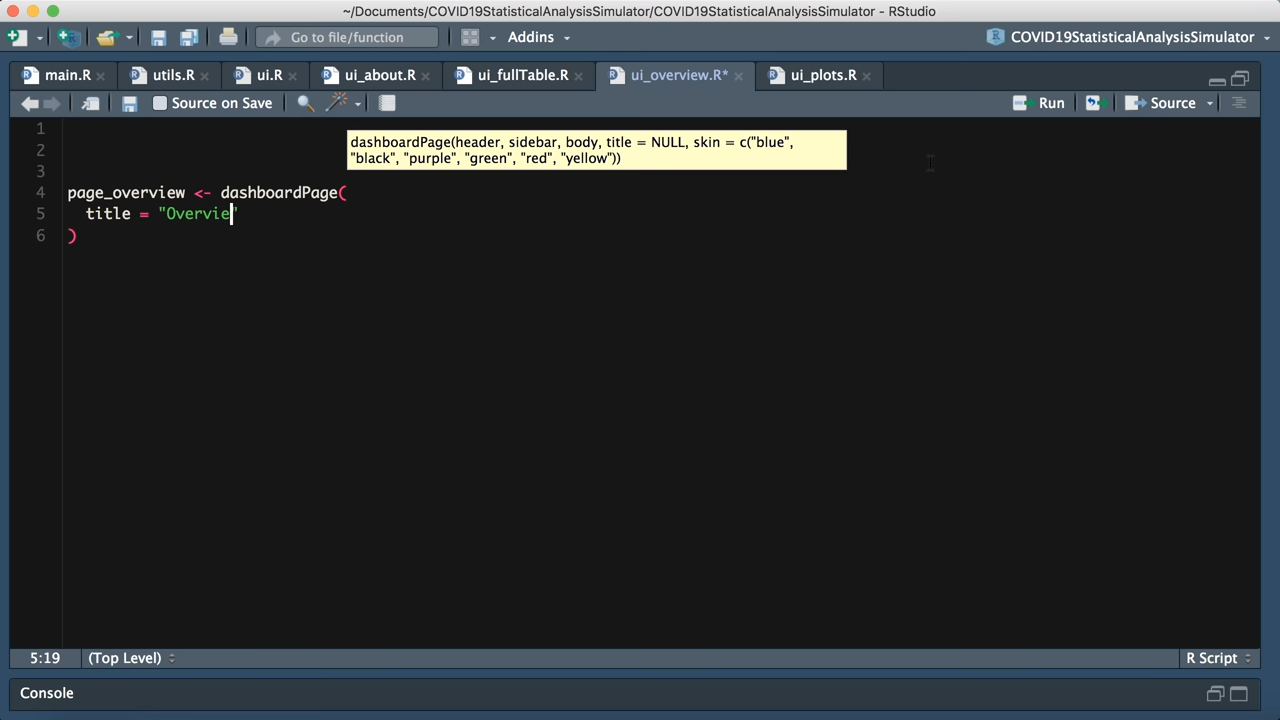 ~/Documents/COVID19StatisticalAnalysisSimulator/COVID19StatisticalAnalysisSimulator - RStudio
Go to file/function Addins COVID19StatisticalAnalysisSimulator
main.R utils.R ui.R ui_about.R ui_fullTable.R ui_overview.R* ui_plots.R
Source on Save Run Source
1
dashboardPage(header, sidebar, body, title = NULL, skin = c("blue",
2
"black", "purple", "green", "red", "yellow"))
3
4 page_overview <- dashboardPage(
5 title = "Overvie"
6 )
5:19 (Top Level) R Script
Console